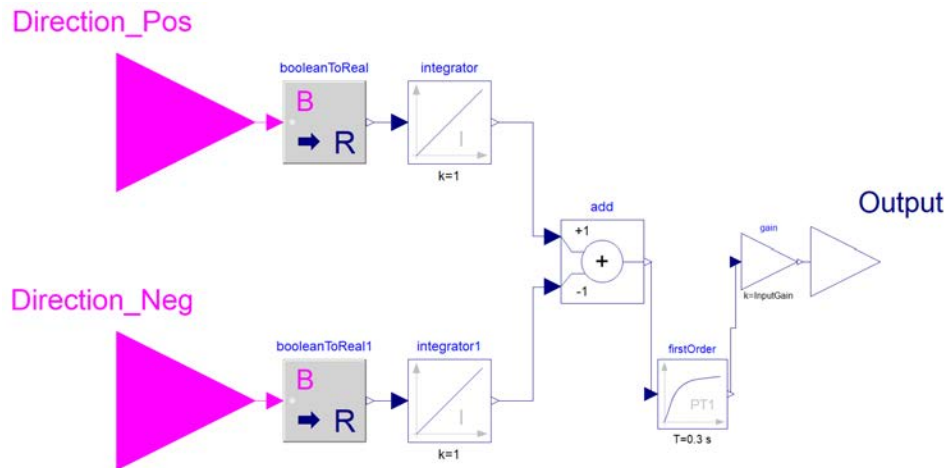 Direction_Pos
booleanToReal
integrator
B
R
I
k=1
add
+1
+
-1
Output
gain
k=InputGain
Direction_Neg
booleanToReal1
integrator1
B
R
I
k=1
firstOrder
PT1
T=0.3 s